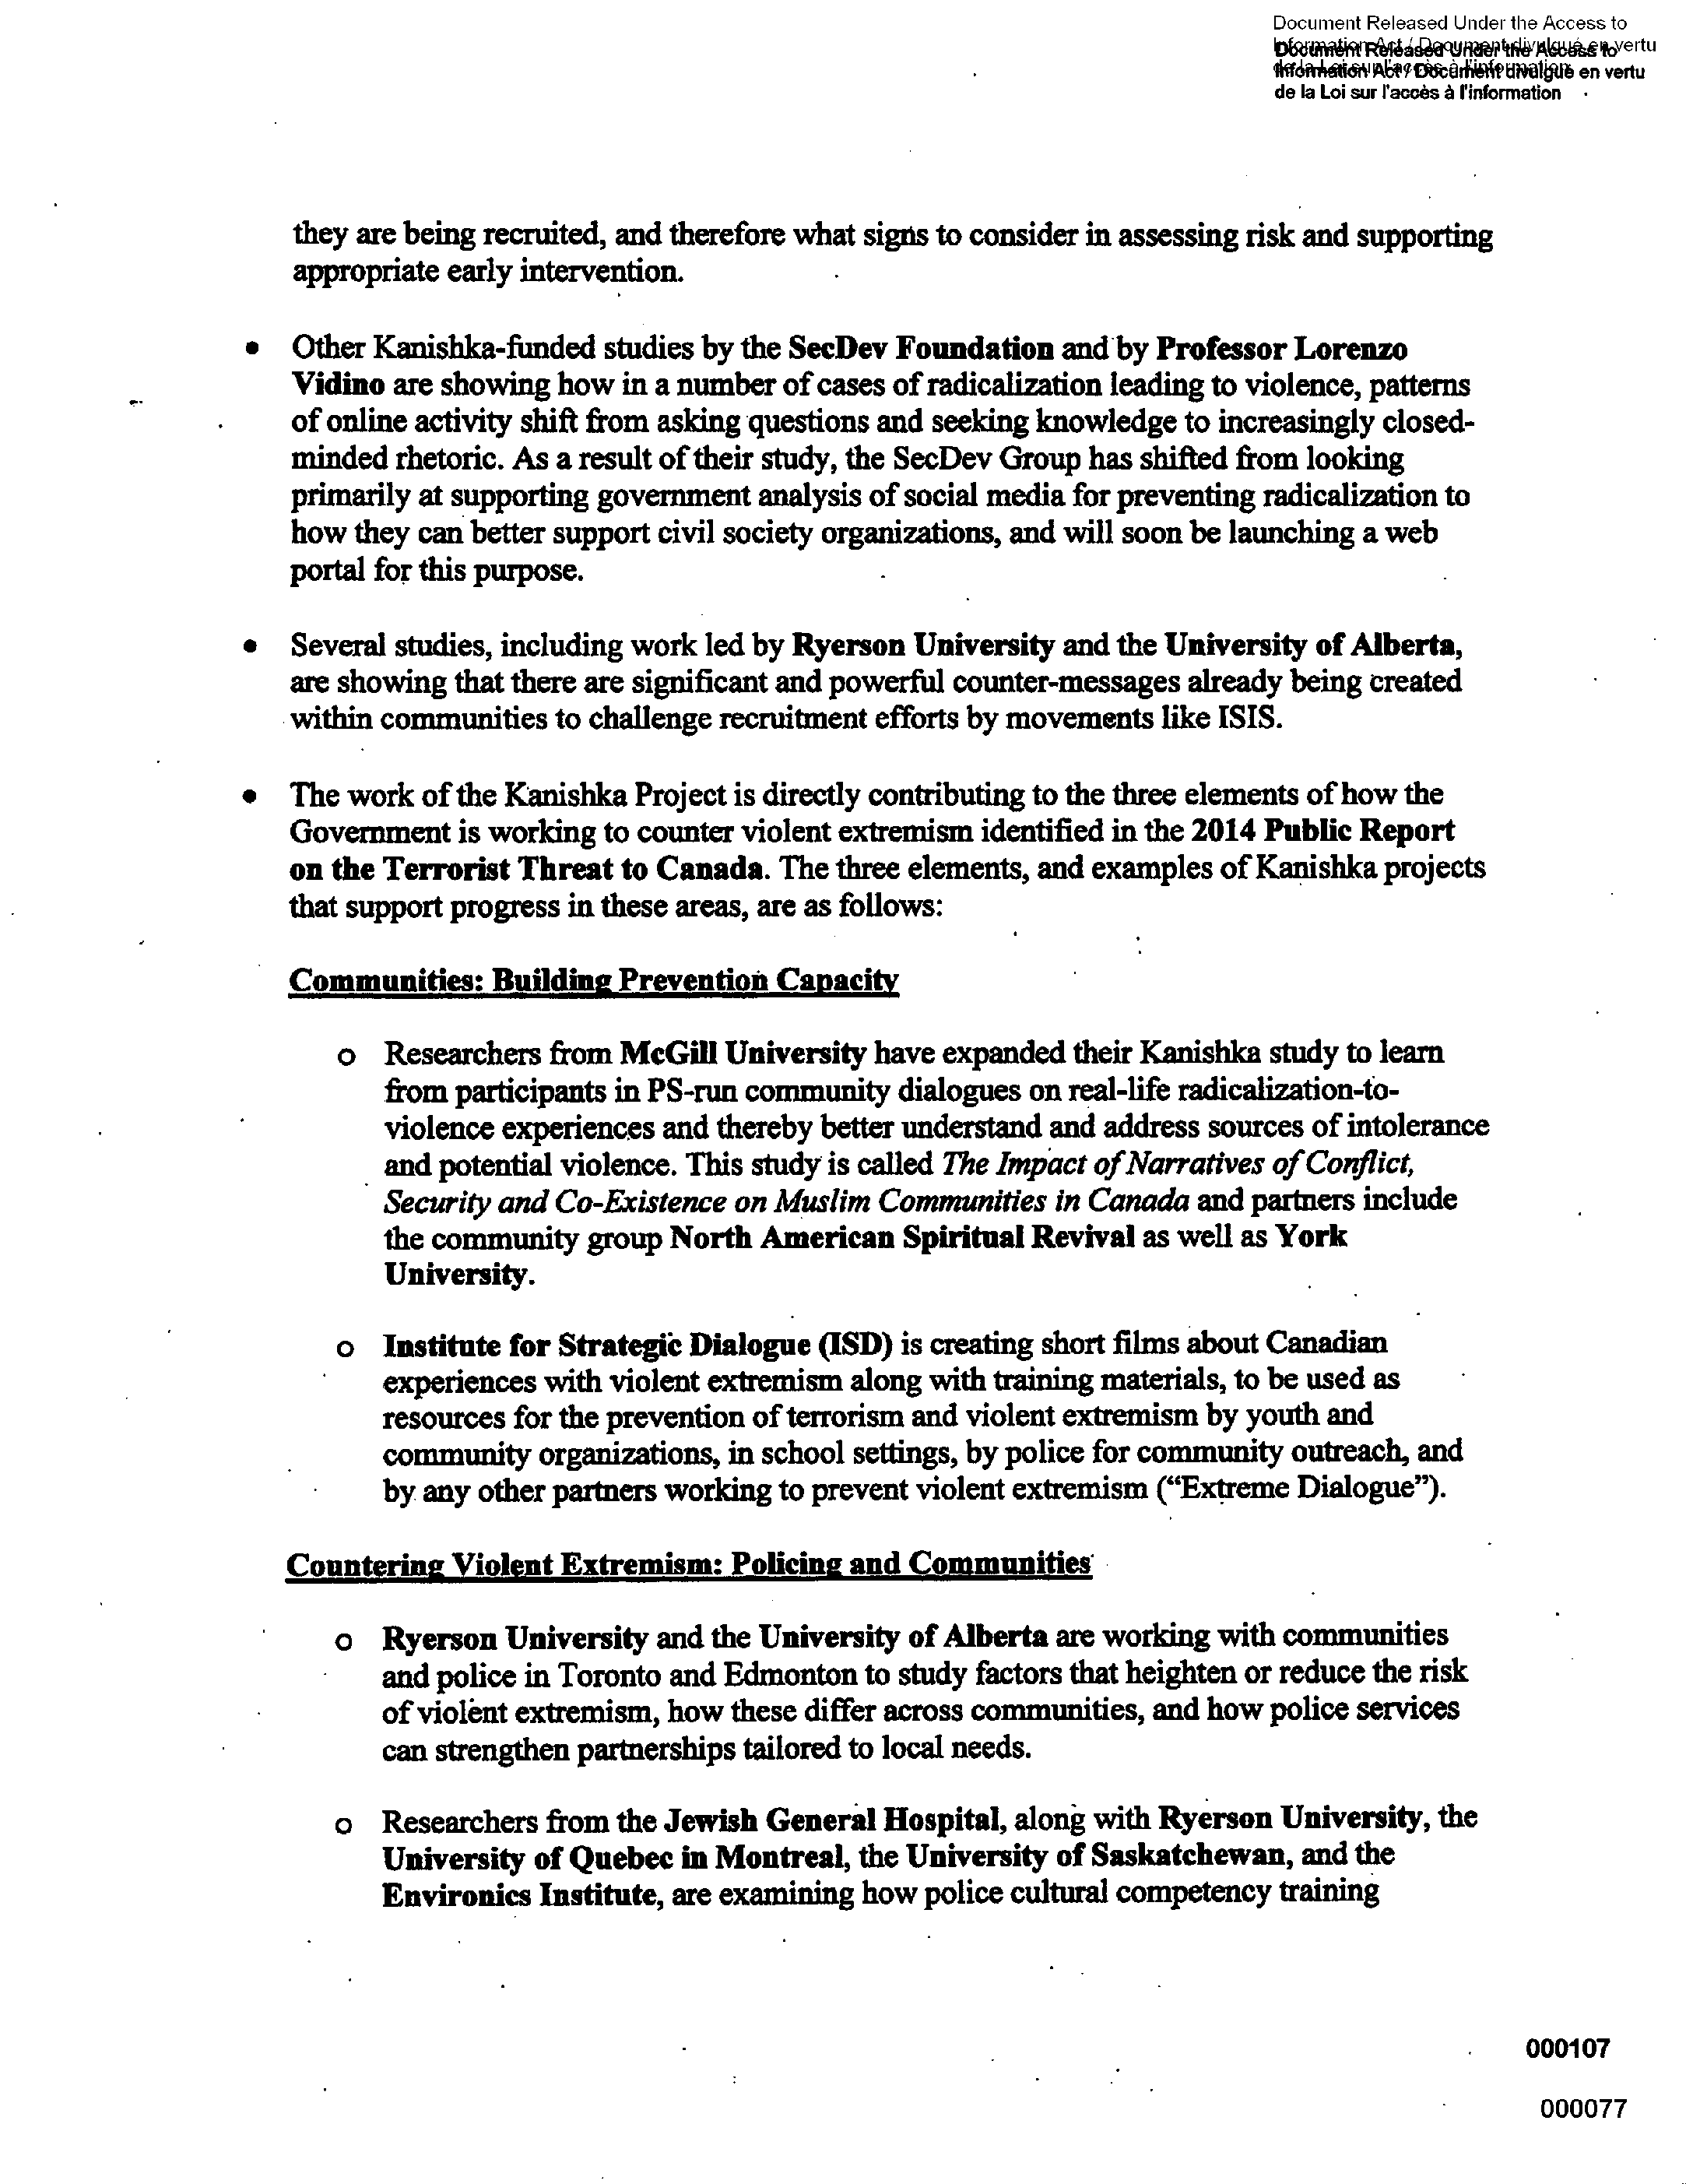 Document Released Under the Access to
Information Act / Document divulgué en vertu
de la Loi sur l'accès à l'information
Document Released Under the Access to
Information Act / Document divulgué en vertu
de la Loi sur l'accès à l'information
they are being recruited, and therefore what signs to consider in assessing risk and supporting
appropriate early intervention.
• Other Kanishka-funded studies by the SecDev Foundation and by Professor Lorenzo
Vidino are showing how in a number of cases of radicalization leading to violence, patterns
of online activity shift from asking questions and seeking knowledge to increasingly closed-
minded rhetoric. As a result of their study, the SecDev Group has shifted from looking
primarily at supporting government analysis of social media for preventing radicalization to
how they can better support civil society organizations, and will soon be launching a web
portal for this purpose.
• Several studies, including work led by Ryerson University and the University of Alberta,
are showing that there are significant and powerful counter-messages already being created
within communities to challenge recruitment efforts by movements like ISIS.
• The work of the Kanishka Project is directly contributing to the three elements of how the
Government is working to counter violent extremism identified in the 2014 Public Report
on the Terrorist Threat to Canada. The three elements, and examples of Kanishka projects
that support progress in these areas, are as follows:
Communities: Building Prevention Capacity
o Researchers from McGill University have expanded their Kanishka study to learn
from participants in PS-run community dialogues on real-life radicalization-to-
violence experiences and thereby better understand and address sources of intolerance
and potential violence. This study is called The Impact of Narratives of Conflict,
Security and Co-Existence on Muslim Communities in Canada and partners include
the community group North American Spiritual Revival as well as York
University.
o Institute for Strategic Dialogue (ISD) is creating short films about Canadian
experiences with violent extremism along with training materials, to be used as
resources for the prevention of terrorism and violent extremism by youth and
community organizations, in school settings, by police for community outreach, and
by any other partners working to prevent violent extremism (“Extreme Dialogue”).
Countering Violent Extremism: Policing and Communities
o Ryerson University and the University of Alberta are working with communities
and police in Toronto and Edmonton to study factors that heighten or reduce the risk
of violent extremism, how these differ across communities, and how police services
can strengthen partnerships tailored to local needs.
o Researchers from the Jewish General Hospital, along with Ryerson University, the
University of Quebec in Montreal, the University of Saskatchewan, and the
Environics Institute, are examining how police cultural competency training
000107
000077